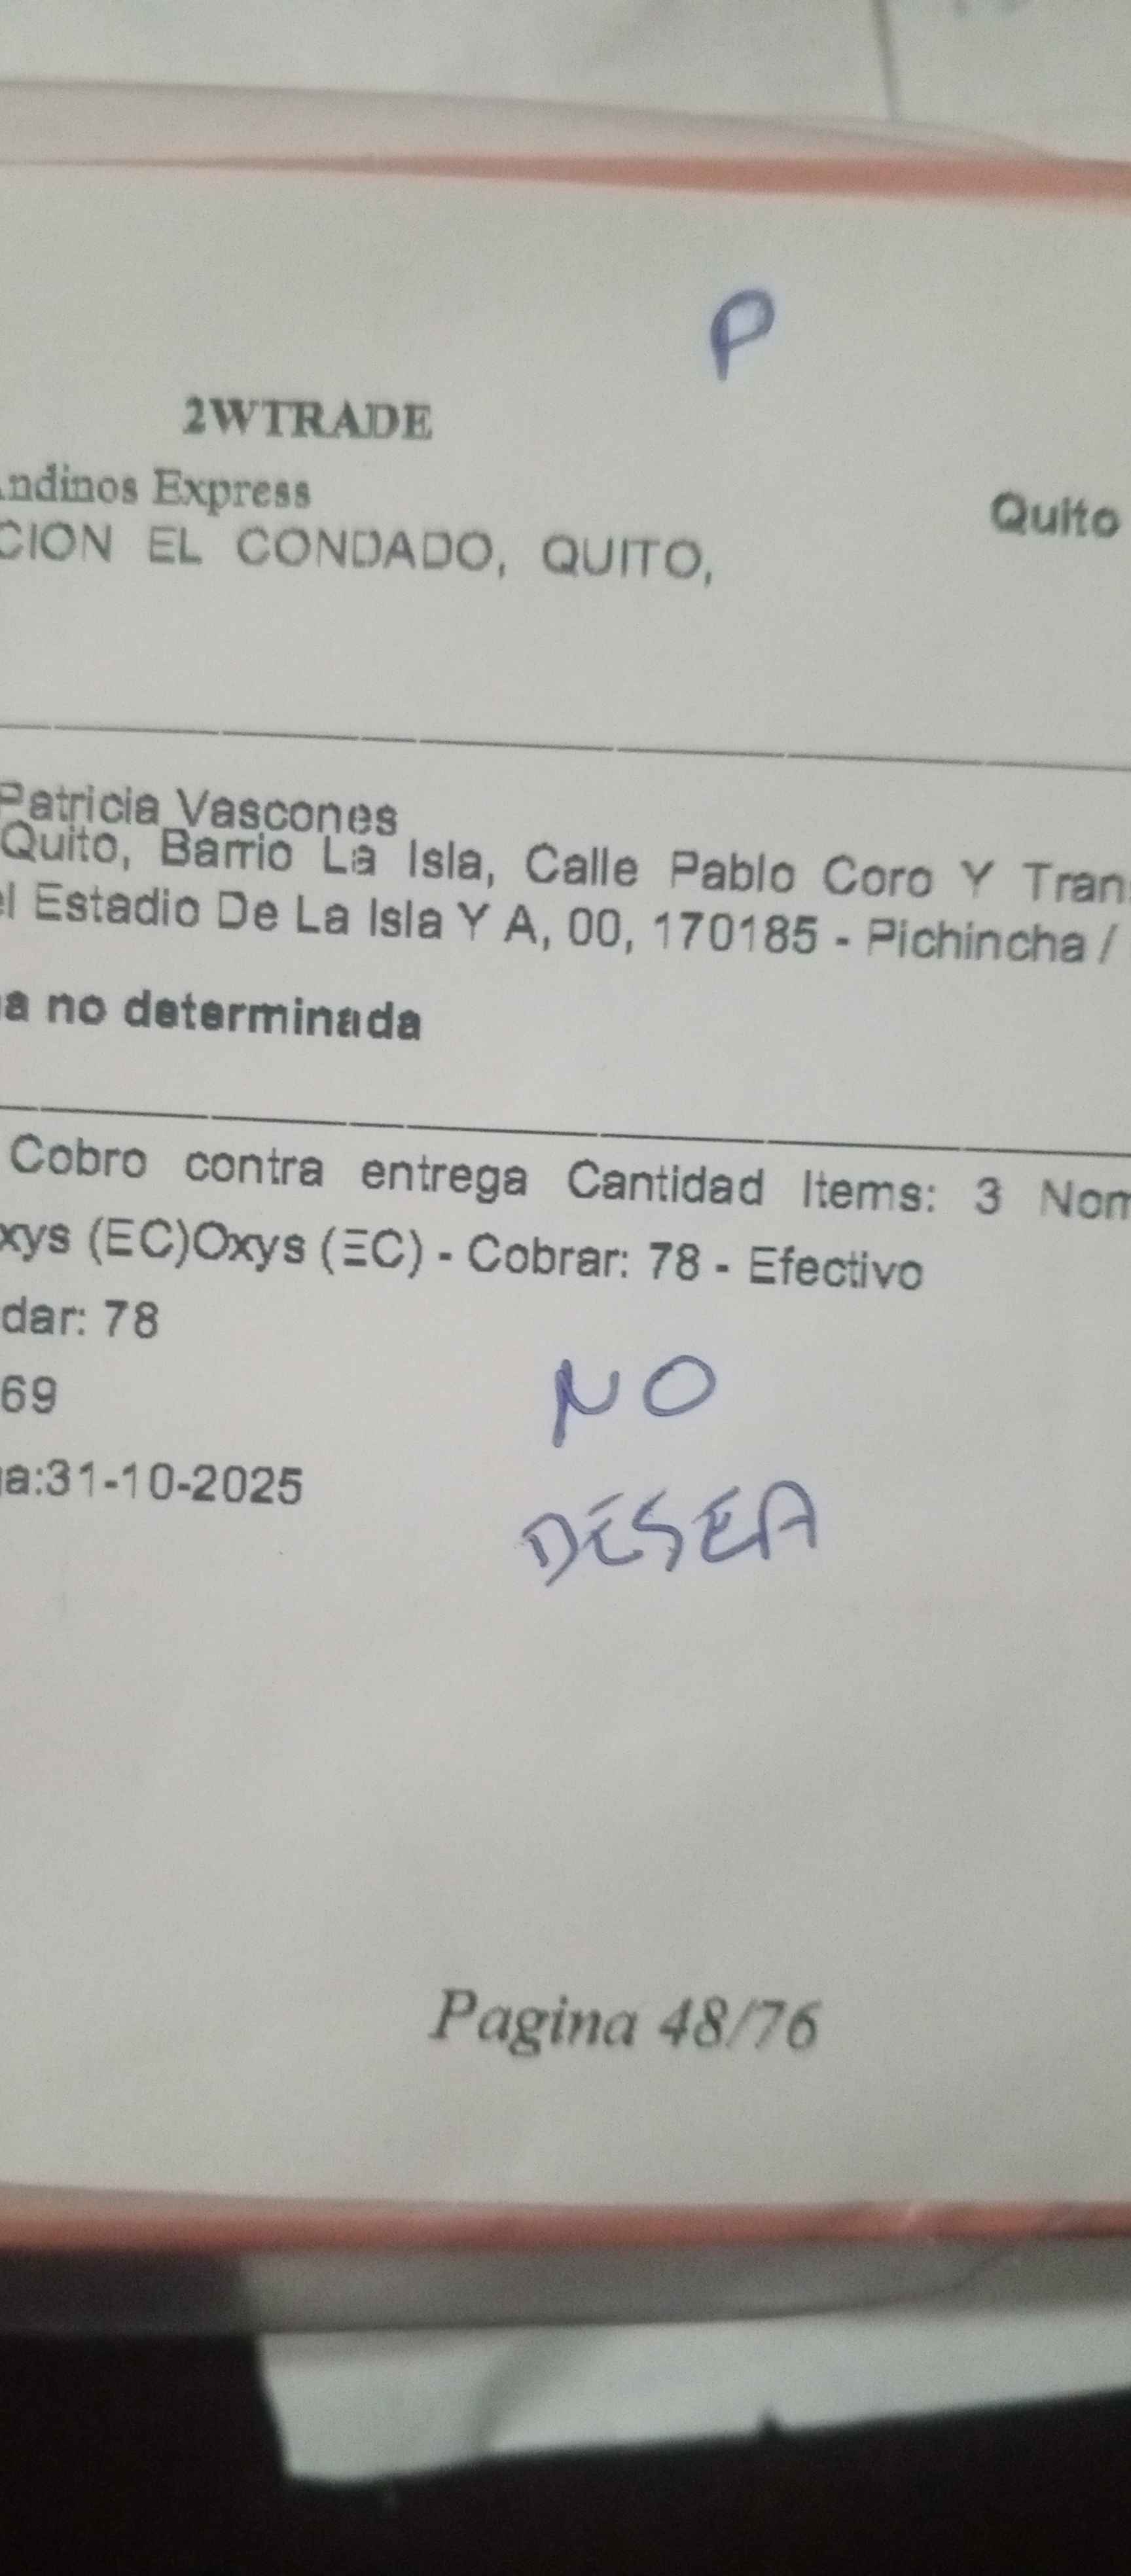 P
2WTRADE
Andinos Express
Quito
CION EL CONDADO, QUITO,
Patricia Vascones
Quito, Barrio La Isla, Calle Pablo Coro Y Tran
el Estadio De La Isla Y A, 00, 170185 - Pichincha /
a no determinada
Cobro contra entrega Cantidad Items: 3 Nom
xys (EC)Oxys (EC) - Cobrar: 78 - Efectivo
dar: 78
69
a:31-10-2025
NO
DESEA
Pagina 48/76